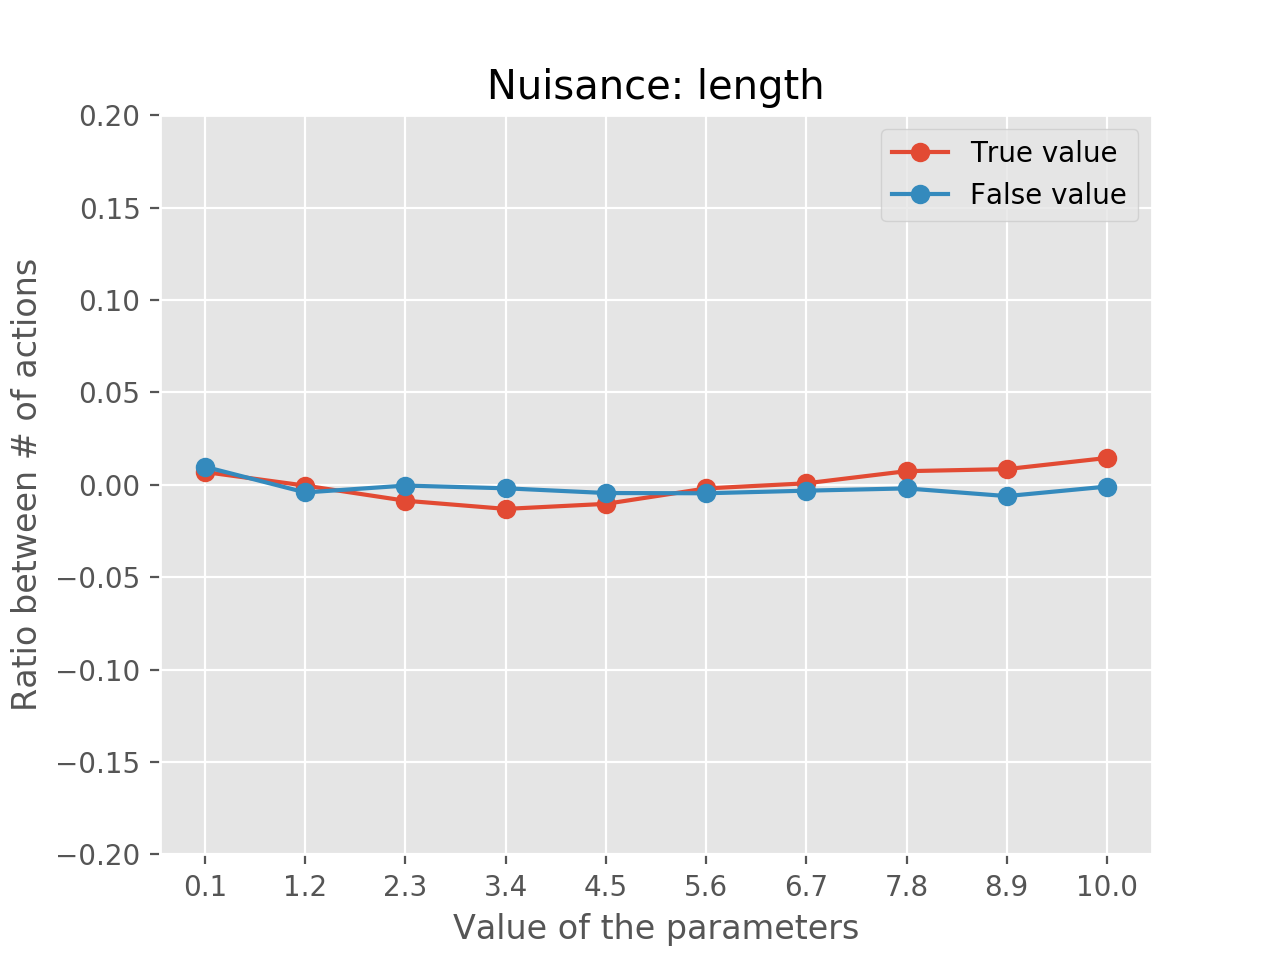 Nuisance: length
True value
False value
Ratio between # of actions
0.20
0.15
0.10
0.05
0.00
−0.05
−0.10
−0.15
−0.20
0.1 1.2 2.3 3.4 4.5 5.6 6.7 7.8 8.9 10.0
Value of the parameters